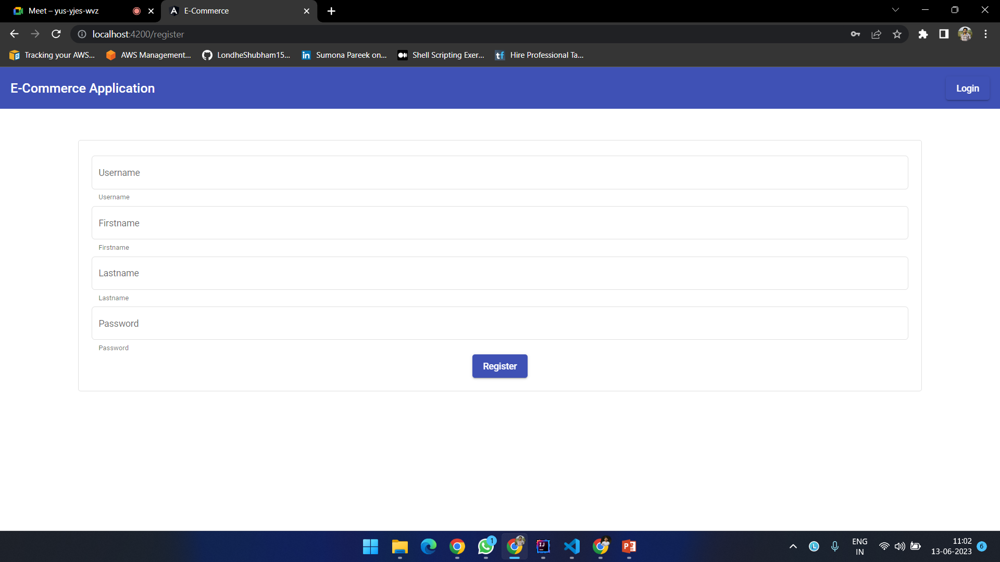 Meet – yus-yjes-wvz
E-Commerce
localhost:4200/register
Tracking your AWS...
AWS Management...
LondheShubham15...
Sumona Pareek on...
Shell Scripting Exer...
Hire Professional Ta...
E-Commerce Application
Login
Username
Username
Firstname
Firstname
Lastname
Lastname
Password
Password
Register
1
ENG
IN
11:02
13-06-2023
6